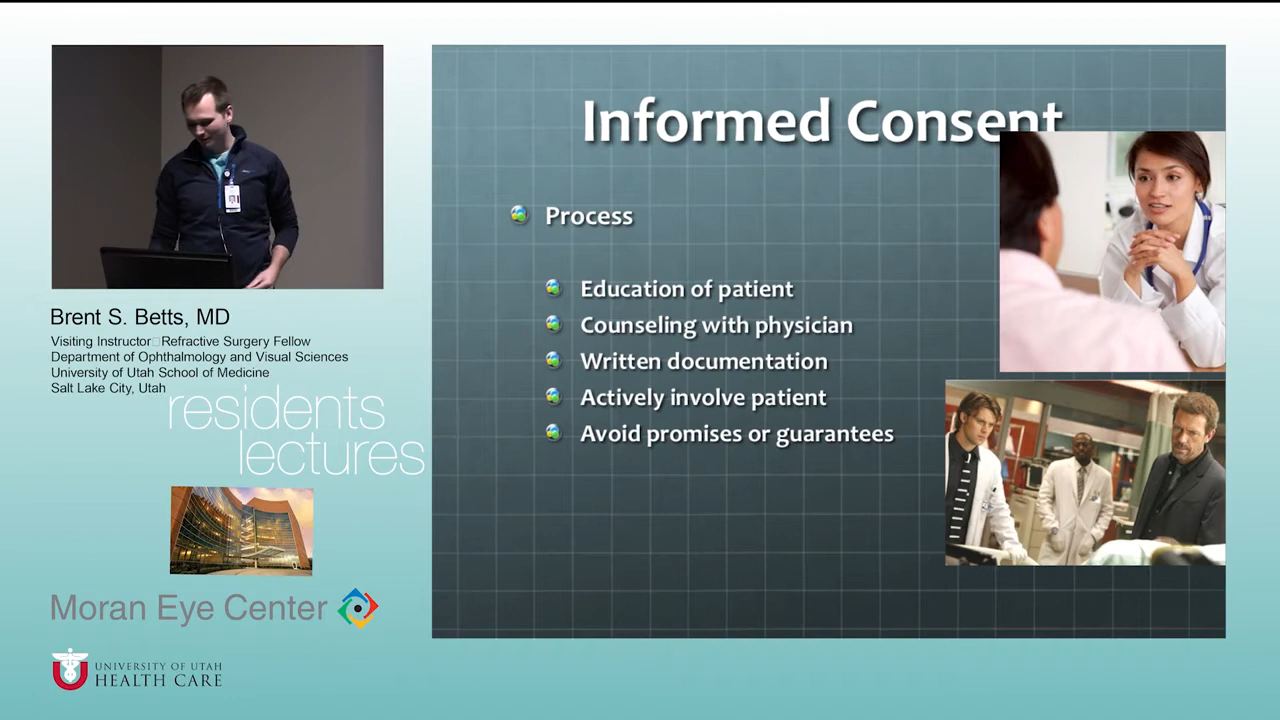 Informed Consent
Process
Education of patient
Counseling with physician
Written documentation
Actively involve patient
Avoid promises or guarantees
Brent S. Betts, MD
Visiting Instructor□Refractive Surgery Fellow
Department of Ophthalmology and Visual Sciences
University of Utah School of Medicine
Salt Lake City, Utah
residents
lectures
Moran Eye Center
UNIVERSITY OF UTAH
HEALTH CARE